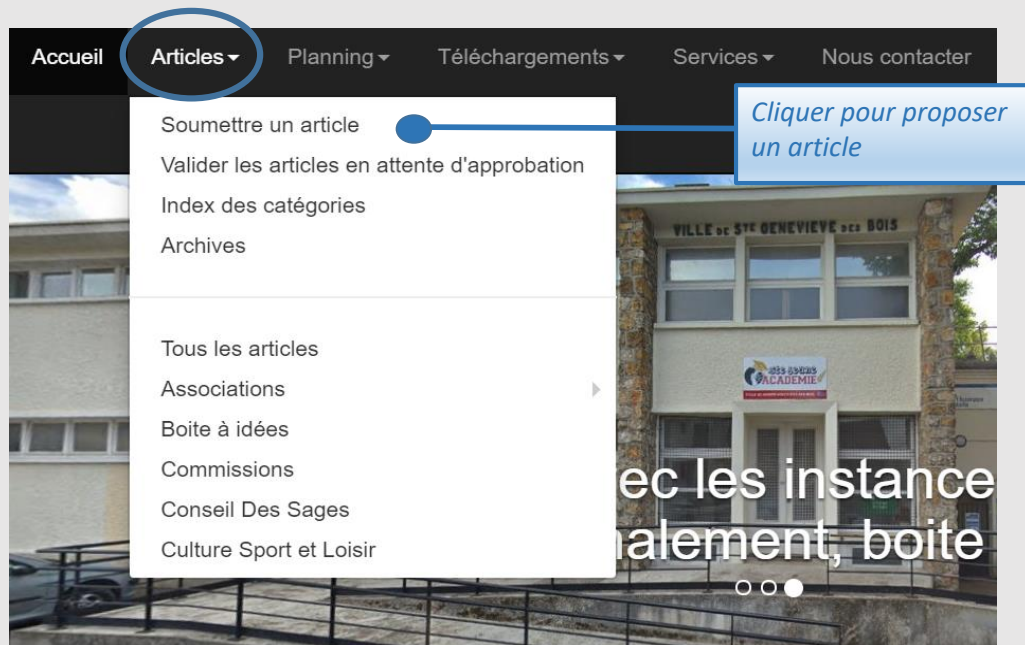 Accueil Articles Planning Téléchargements Services Nous contacter
Cliquer pour proposer
un article
Soumettre un article
Valider les articles en attente d'approbation
Index des catégories
Archives
Tous les articles
Associations
Boite à idées
Commissions
Conseil Des Sages
Culture Sport et Loisir
VILLE DE STE GENEVIEVE DES BOIS
ACADEMIE
ec les instance
nalement, boite